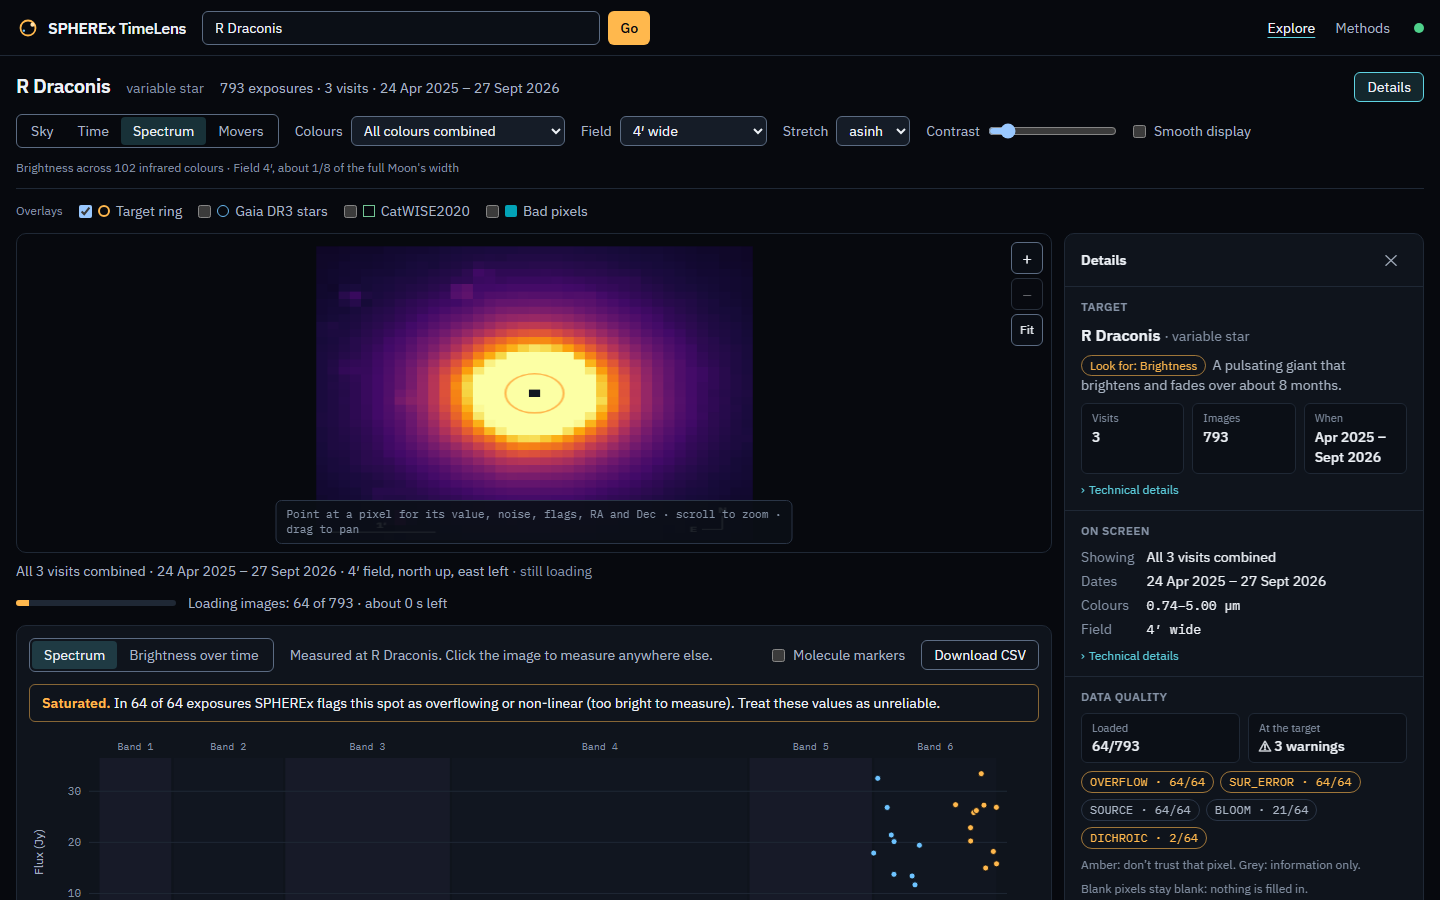 SPHEREx TimeLens
R Draconis
Go
Explore
Methods
R Draconis variable star 793 exposures · 3 visits · 24 Apr 2025 – 27 Sept 2026
Details
Sky Time Spectrum Movers
Colours All colours combined
Field 4′ wide
Stretch asinh
Contrast
Smooth display
Brightness across 102 infrared colours · Field 4′, about 1/8 of the full Moon's width
Overlays Target ring Gaia DR3 stars CatWISE2020 Bad pixels
+
−
Fit
Point at a pixel for its value, noise, flags, RA and Dec · scroll to zoom ·
drag to pan
All 3 visits combined · 24 Apr 2025 – 27 Sept 2026 · 4′ field, north up, east left · still loading
Loading images: 64 of 793 · about 0 s left
Spectrum Brightness over time
Measured at R Draconis. Click the image to measure anywhere else.
Molecule markers
Download CSV
Saturated. In 64 of 64 exposures SPHEREx flags this spot as overflowing or non-linear (too bright to measure). Treat these values as unreliable.
Band 1 Band 2 Band 3 Band 4 Band 5 Band 6
30
20
10
Flux (Jy)
Details
TARGET
R Draconis · variable star
Look for: Brightness A pulsating giant that
brightens and fades over about 8 months.
Visits
3
Images
793
When
Apr 2025 –
Sept 2026
› Technical details
ON SCREEN
Showing All 3 visits combined
Dates 24 Apr 2025 – 27 Sept 2026
Colours 0.74–5.00 µm
Field 4′ wide
› Technical details
DATA QUALITY
Loaded
64/793
At the target
⚠ 3 warnings
OVERFLOW · 64/64
SUR_ERROR · 64/64
SOURCE · 64/64
BLOOM · 21/64
DICHROIC · 2/64
Amber: don't trust that pixel. Grey: information only.
Blank pixels stay blank: nothing is filled in.